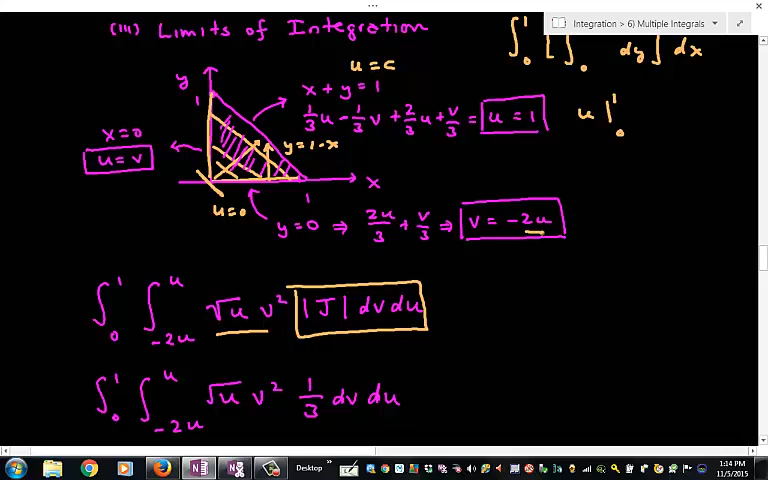 Integration > 6) Multiple Integrals
(iii) Limits of Integration
∫₀¹ [ ∫₀ dy ] dx
u = c
y
1
x + y = 1
x = 0
u = v
1/3 u − 1/3 v + 2/3 u + v/3 = u = 1
u |₀¹
y = 1 - x
x
1
u = 0
y = 0 ⇒ 2u/3 + v/3 ⇒ v = −2u
∫₀¹ ∫₋₂ᵤᵘ √u v² |J| dv du
∫₀¹ ∫₋₂ᵤᵘ √u v² 1/3 dv du
Desktop
1:14 PM
11/5/2015